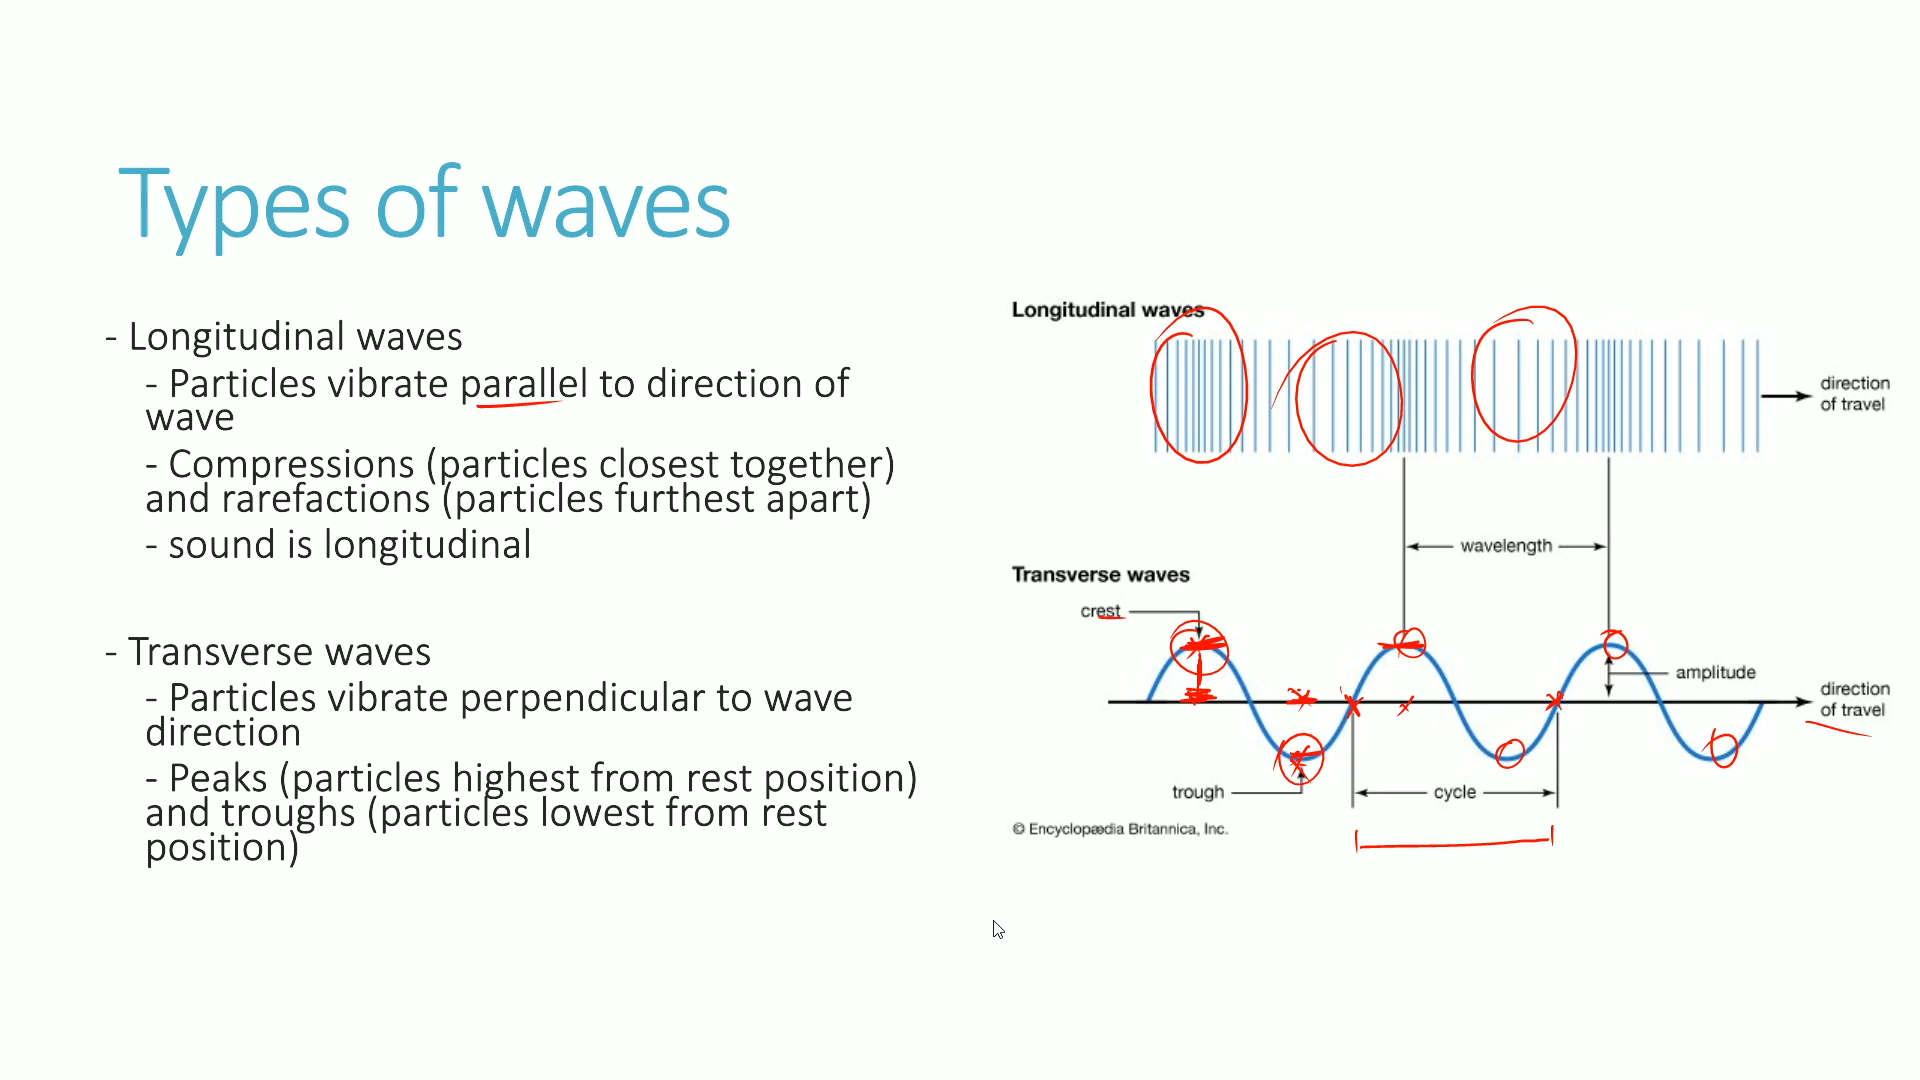 Types of waves
- Longitudinal waves
- Particles vibrate parallel to direction of
wave
- Compressions (particles closest together)
and rarefactions (particles furthest apart)
- sound is longitudinal
- Transverse waves
- Particles vibrate perpendicular to wave
direction
- Peaks (particles highest from rest position)
and troughs (particles lowest from rest
position)
Longitudinal waves
direction
of travel
wavelength
Transverse waves
crest
amplitude
direction
of travel
trough
cycle
© Encyclopædia Britannica, Inc.